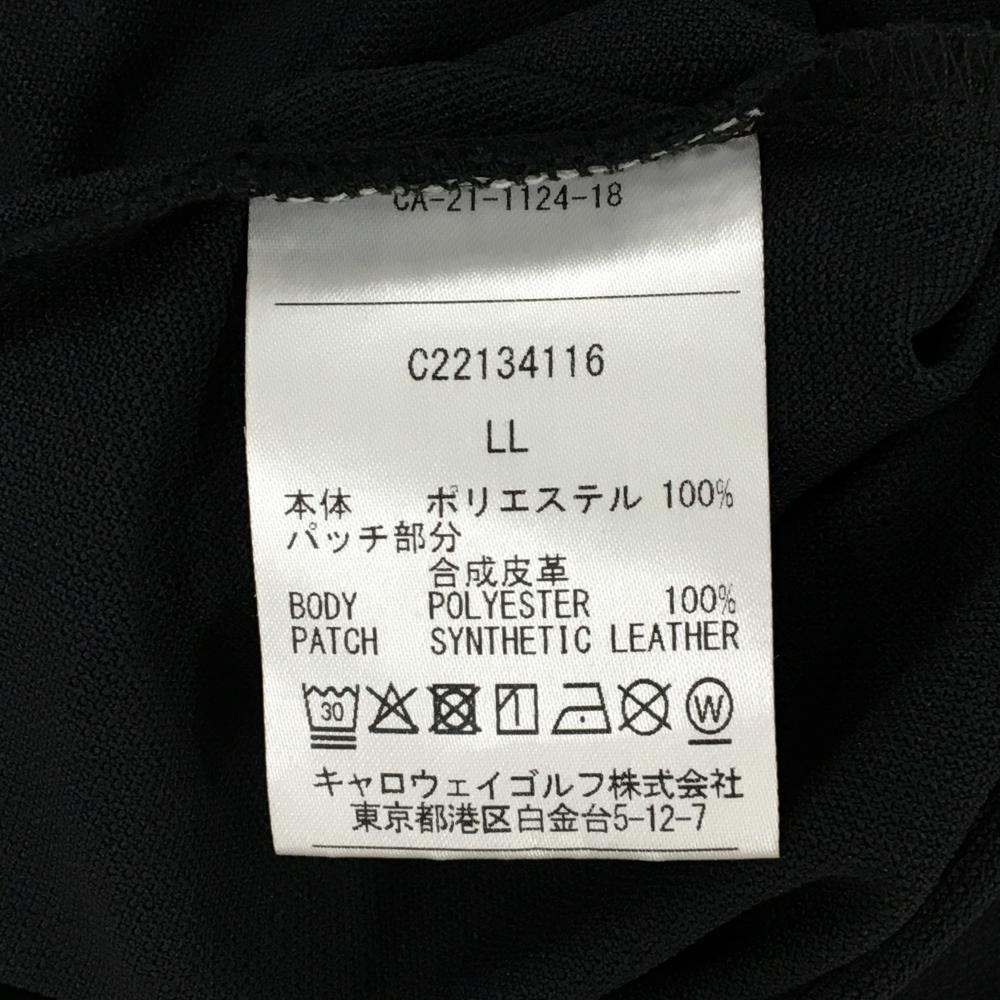 CA-21-1124-18
C22134116
LL
本体 ポリエステル 100%
パッチ部分
合成皮革
BODY POLYESTER 100%
PATCH SYNTHETIC LEATHER
30
W
キャロウェイゴルフ株式会社
東京都港区白金台5-12-7